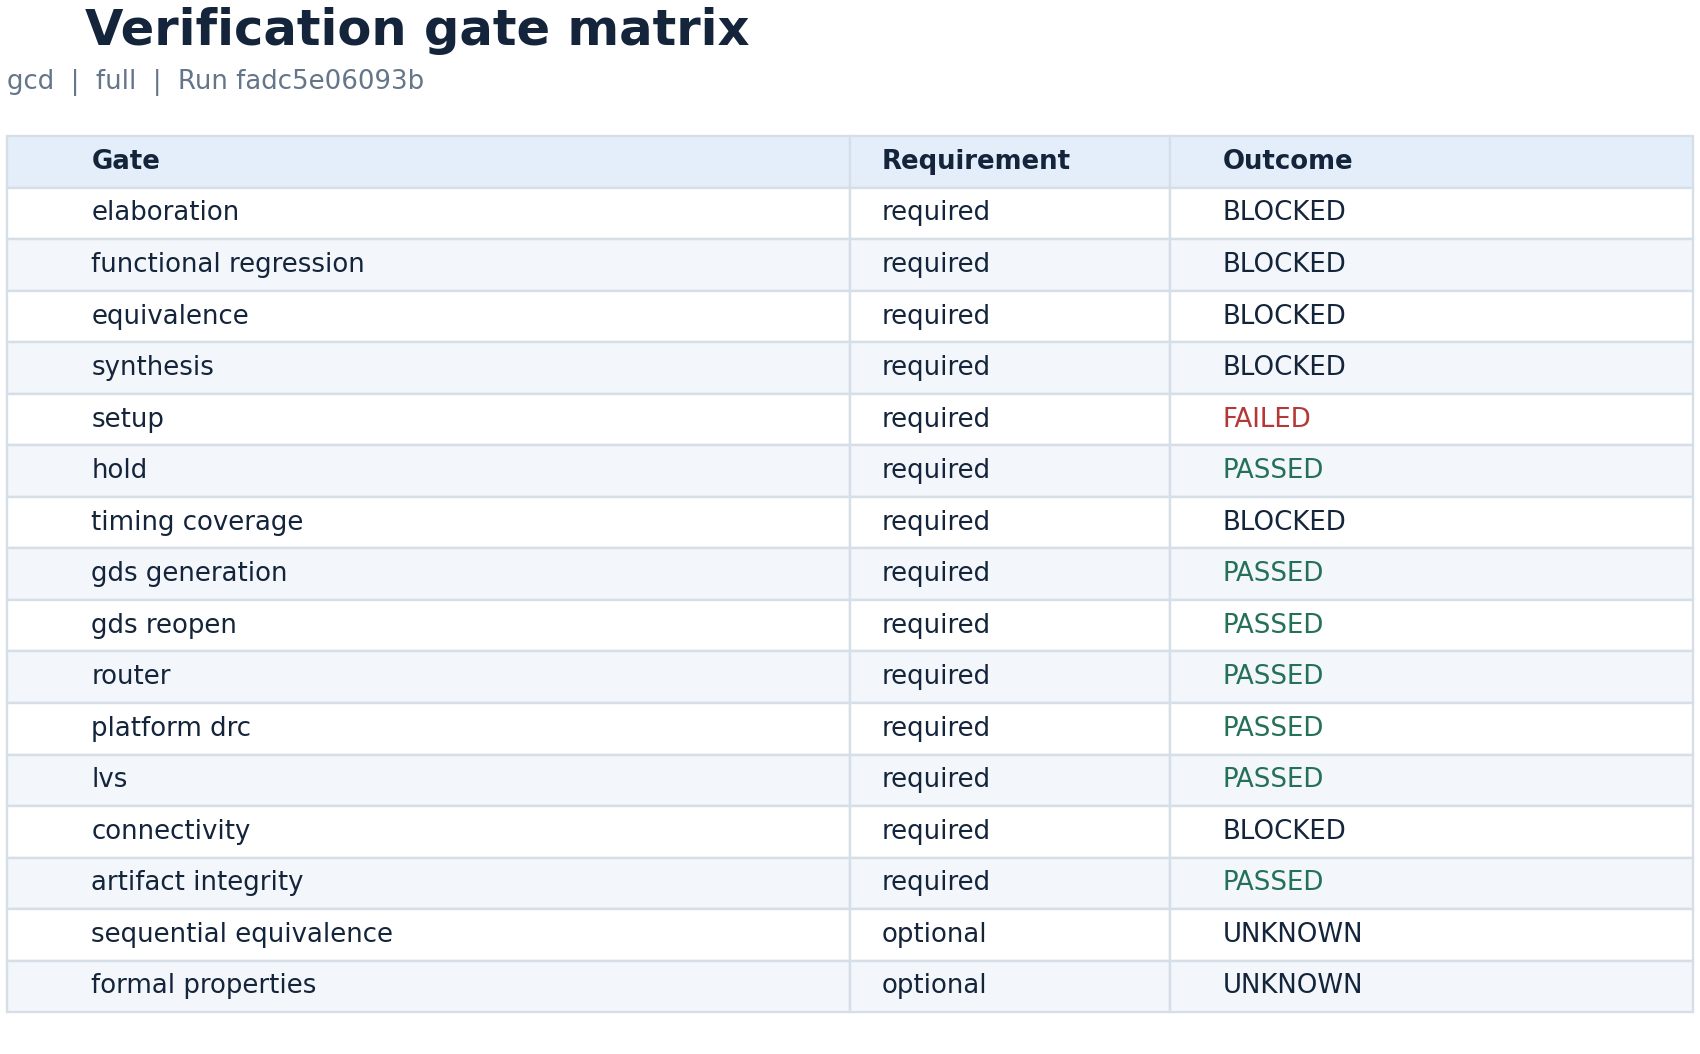 Verification gate matrix
gcd | full | Run fadc5e06093b
Gate Requirement Outcome
elaboration required BLOCKED
functional regression required BLOCKED
equivalence required BLOCKED
synthesis required BLOCKED
setup required FAILED
hold required PASSED
timing coverage required BLOCKED
gds generation required PASSED
gds reopen required PASSED
router required PASSED
platform drc required PASSED
lvs required PASSED
connectivity required BLOCKED
artifact integrity required PASSED
sequential equivalence optional UNKNOWN
formal properties optional UNKNOWN